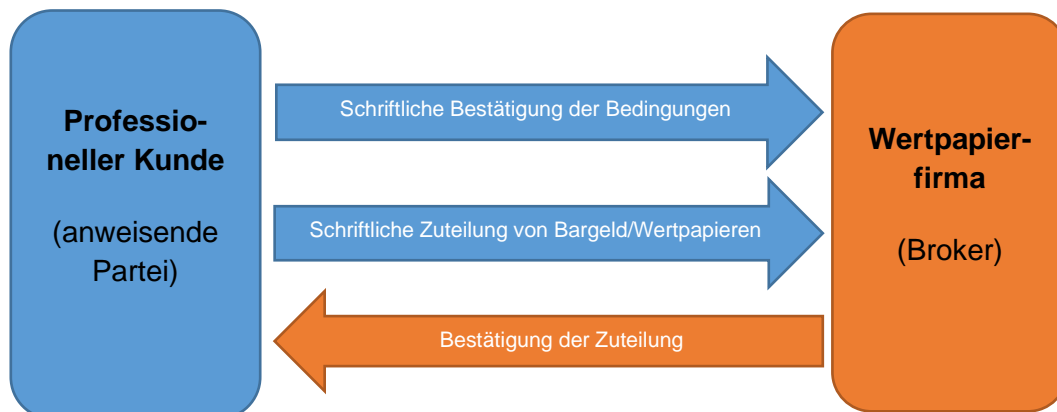 Professio-
neller Kunde
(anweisende
Partei)
Schriftliche Bestätigung der Bedingungen
Schriftliche Zuteilung von Bargeld/Wertpapieren
Bestätigung der Zuteilung
Wertpapier-
firma
(Broker)